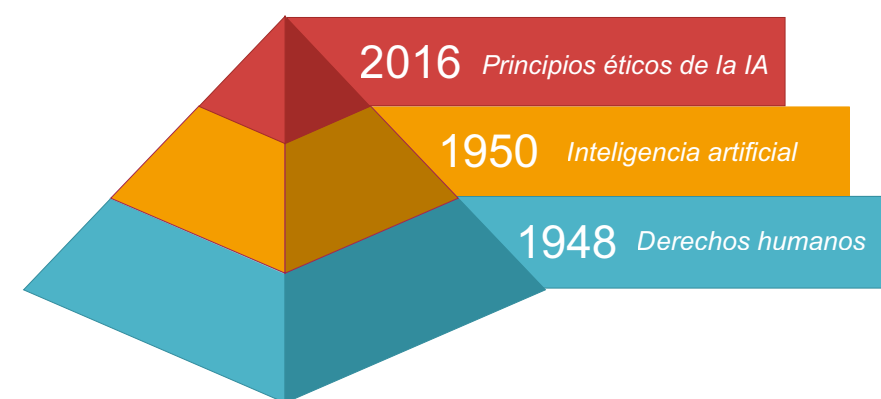 2016 Principios éticos de la IA
1950 Inteligencia artificial
1948 Derechos humanos